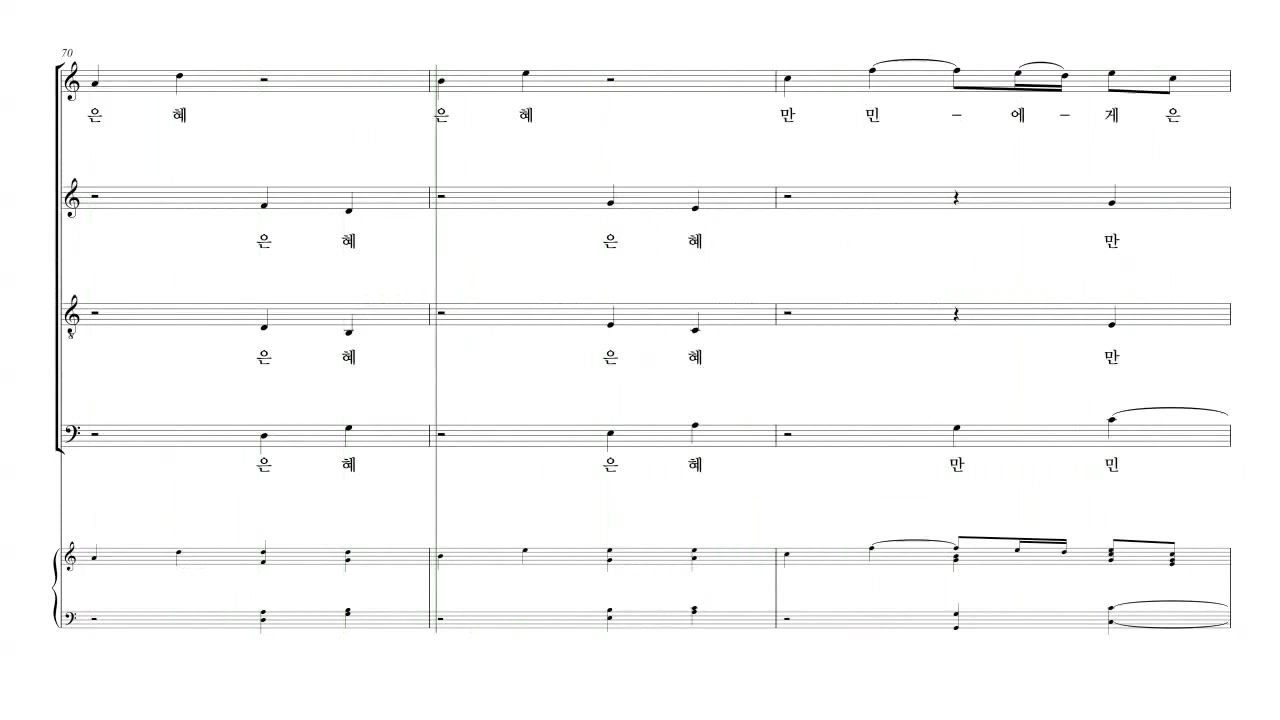 70
은 혜 은 혜 만 민 – 에 – 게 은
은 혜 은 혜 만
은 혜 은 혜 만
은 혜 은 혜 만 민